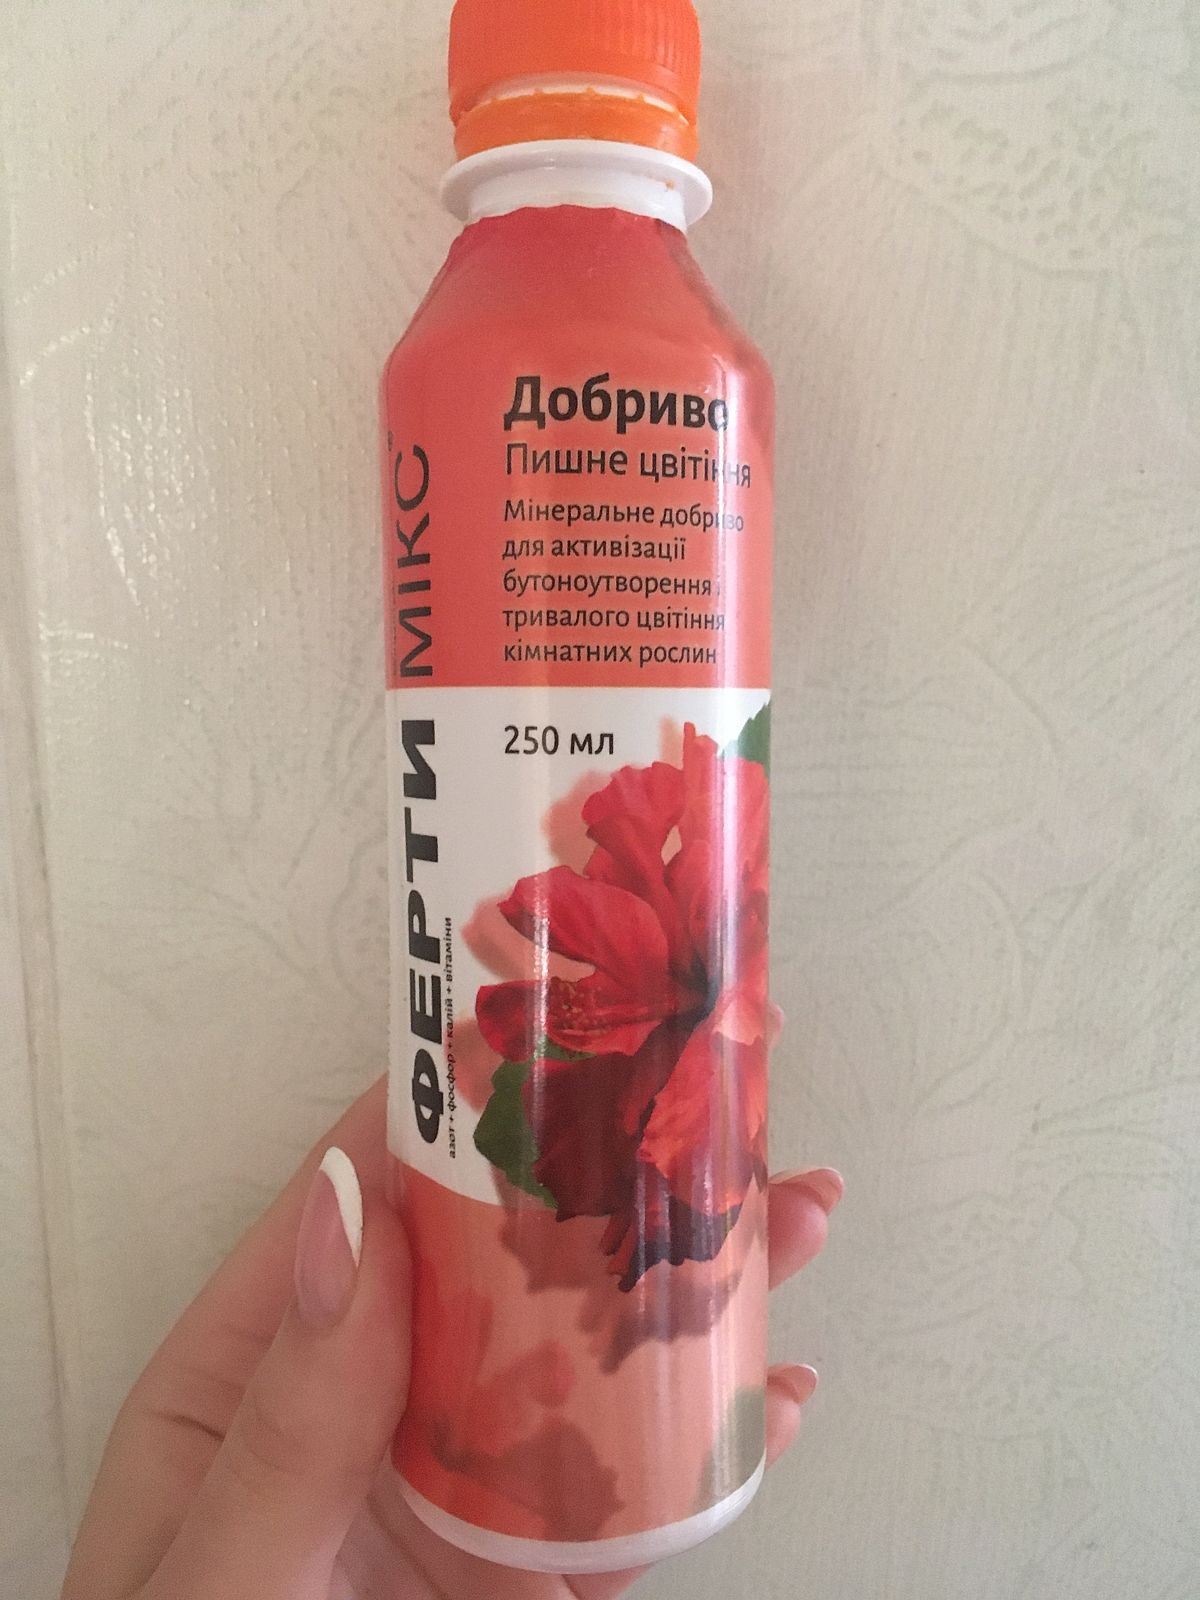 Добриво
Пишне цвітіння
Мінеральне добриво
для активізації
бутоноутворення і
тривалого цвітіння
кімнатних рослин
250 мл
ФЕРТИ МІКС®
азот + фосфор + калій + вітаміни